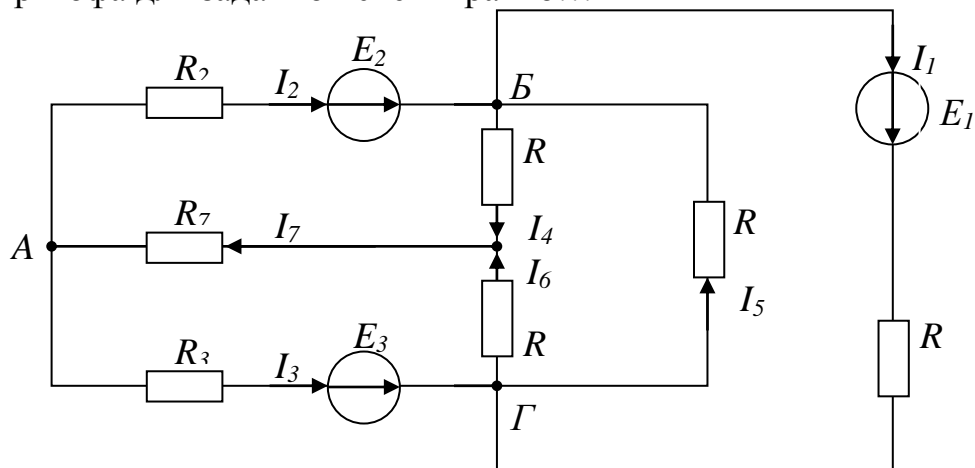 E₂
R₂ I₂ Б I₁
E₁
R
R₇ I₇ I₄ R
А
I₆ I₅
E₃ R R
R₃ I₃
Г